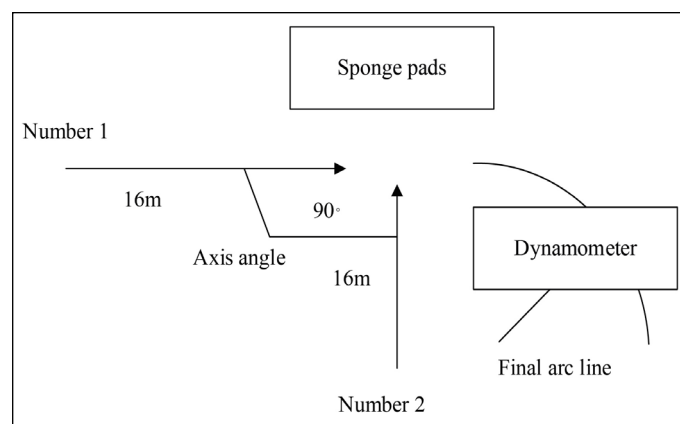 Sponge pads
Number 1
16m
90°
Axis angle
16m
Dynamometer
Final arc line
Number 2